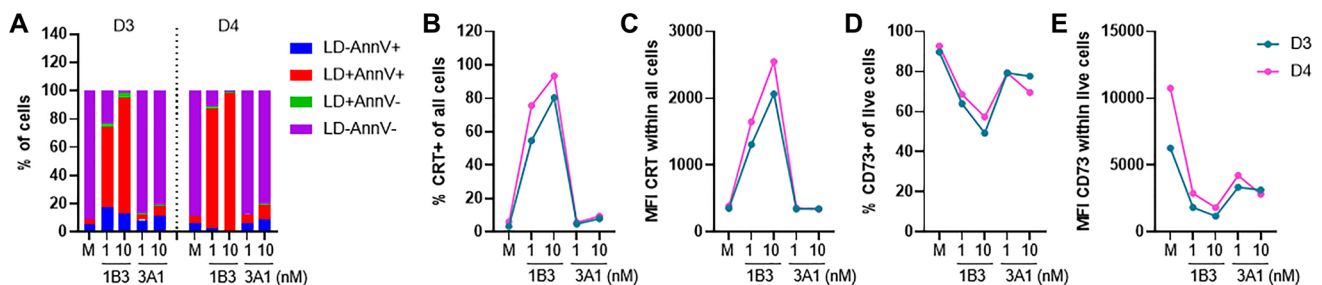 A
D3 D4
% of cells
140
120
100
80
60
40
20
0
M 1 10 1 10 M 1 10 1 10
1B3 3A1 1B3 3A1 (nM)
LD-AnnV+
LD+AnnV+
LD+AnnV-
LD-AnnV-
B
% CRT+ of all cells
120
100
80
60
40
20
0
M 1 10 1 10
1B3 3A1 (nM)
C
MFI CRT within all cells
3000
2000
1000
0
M 1 10 1 10
1B3 3A1 (nM)
D
% CD73+ of live cells
100
80
60
40
20
0
M 1 10 1 10
1B3 3A1 (nM)
E
MFI CD73 within live cells
15000
10000
5000
0
M 1 10 1 10
1B3 3A1 (nM)
D3
D4